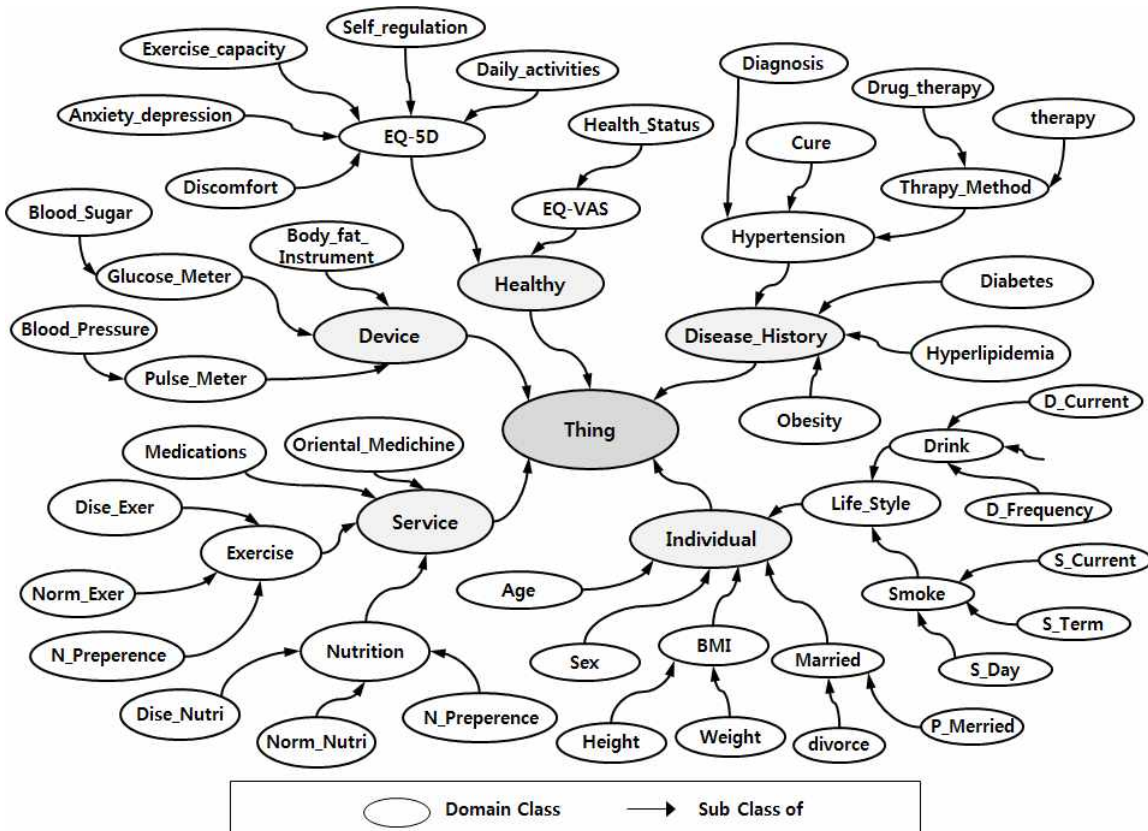 Self_regulation
Exercise_capacity
Daily_activities
Diagnosis
Drug_therapy
Anxiety_depression
EQ-5D
Health_Status
Cure
therapy
Discomfort
Thrapy_Method
Blood_Sugar
EQ-VAS
Body_fat_
Instrument
Hypertension
Glucose_Meter
Healthy
Diabetes
Blood_Pressure
Device
Disease_History
Hyperlipidemia
Pulse_Meter
D_Current
Thing
Obesity
Oriental_Medichine
Medications
Drink
Dise_Exer
Life_Style
D_Frequency
Service
Individual
Exercise
S_Current
Norm_Exer
Age
Smoke
S_Term
N_Preperence
Nutrition
BMI
Sex
Married
S_Day
Dise_Nutri
N_Preperence
P_Merried
Norm_Nutri
Height
Weight
divorce
Domain Class
Sub Class of